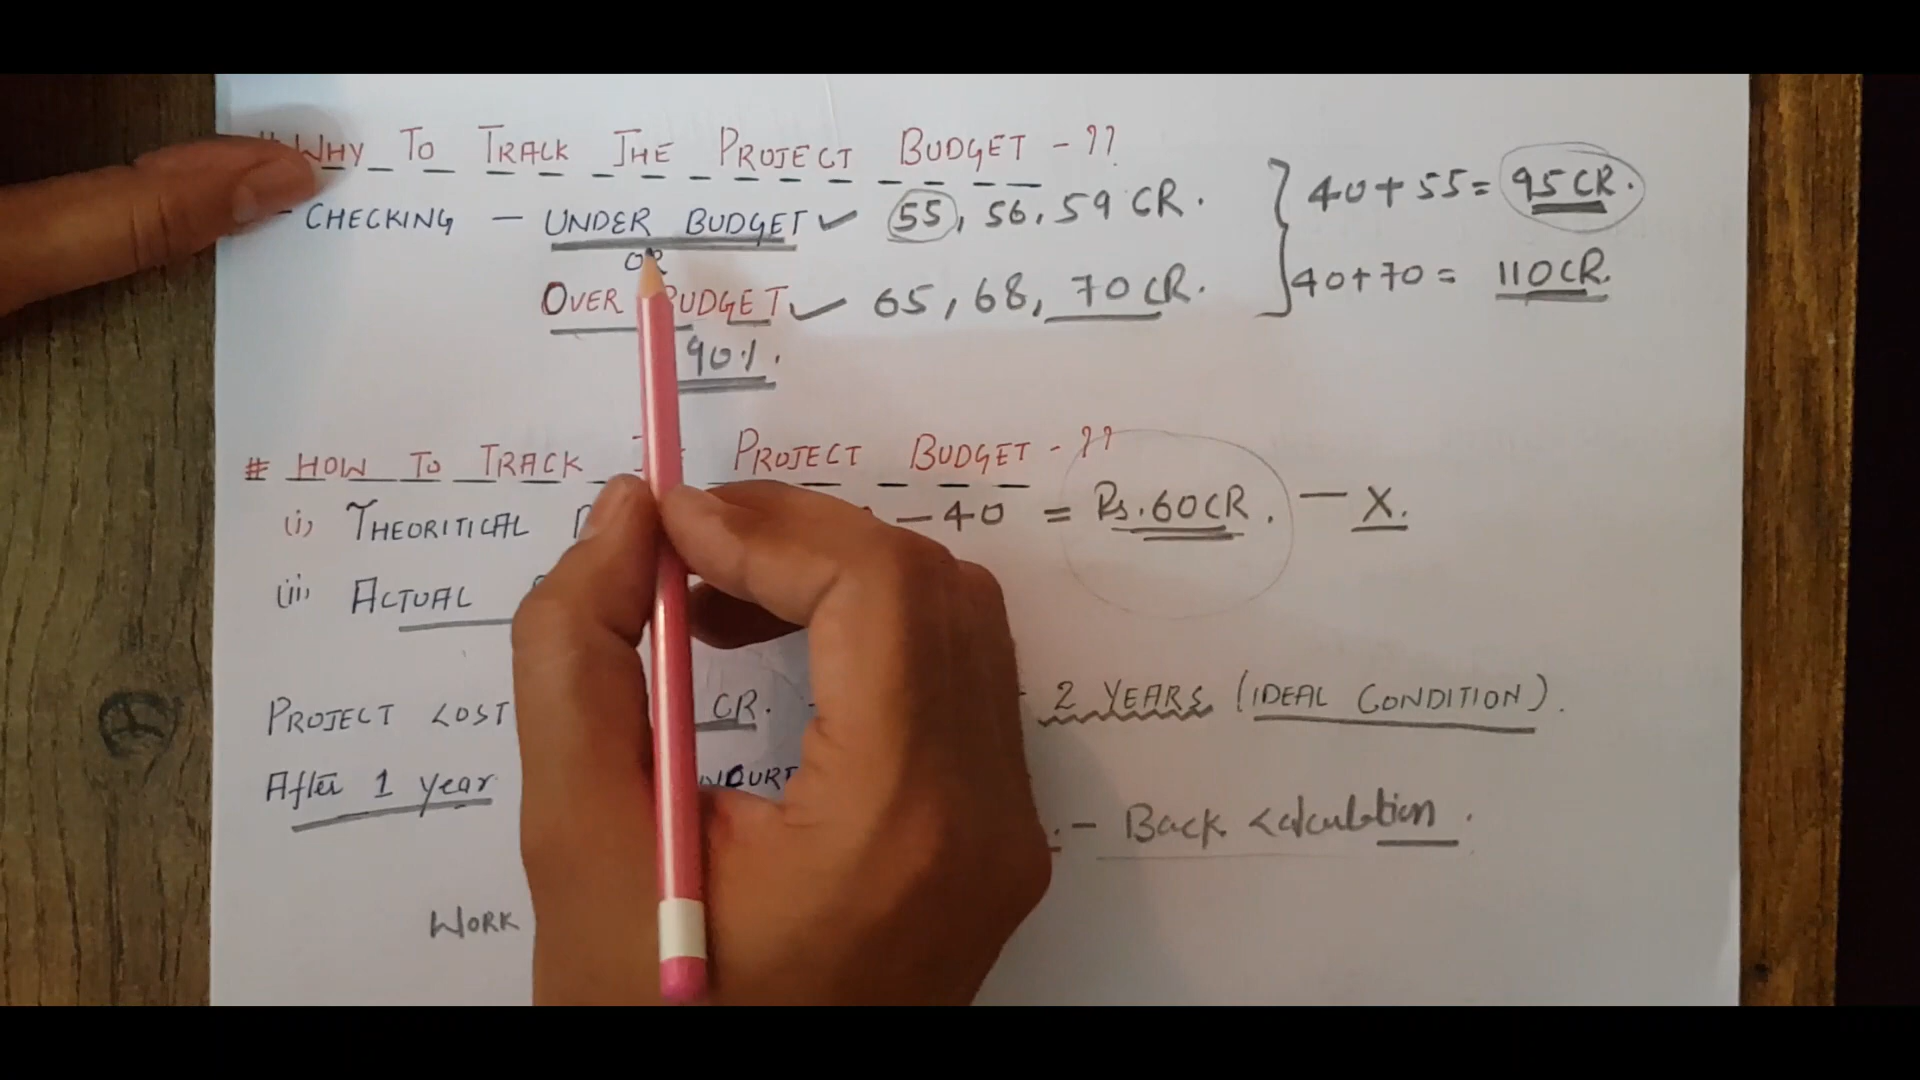 # WHY TO TRACK THE PROJECT BUDGET - ??
- CHECKING - UNDER BUDGET ✓ 55, 56, 59 CR. } 40+55 = 95 CR.
OR
OVER BUDGET ✓ 65, 68, 70 CR. 40+70 = 110 CR.
90%.
# HOW TO TRACK PROJECT BUDGET - ??
(i) THEORITICAL - 40 = Rs. 60 CR. - X.
(ii) ACTUAL
PROJECT COST CR. - 2 YEARS (IDEAL CONDITION).
After 1 year
- Back calculation.
WORK